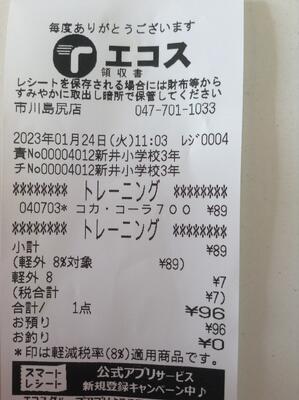 毎度ありがとうございます
エコス
領収書
レシートを保存される場合には財布等から
すみやかに取出し暗所で保管してください
市川島尻店 047-701-1033
2023年01月24日(火)11:03 レジ0004
責No00004012新井小学校3年
チNo00004012新井小学校3年
******** トレーニング ********
040703* コカ・コーラ700 ¥89
******** トレーニング ********
小計 ¥89
(軽外 8%対象 ¥89)
軽外 8 ¥7
(税合計 ¥7)
合計/ 1点 ¥96
お預り ¥96
お釣り ¥0
*印は軽減税率(8%)適用商品です。
スマートレシート 公式アプリサービス
新規登録キャンペーン中♪